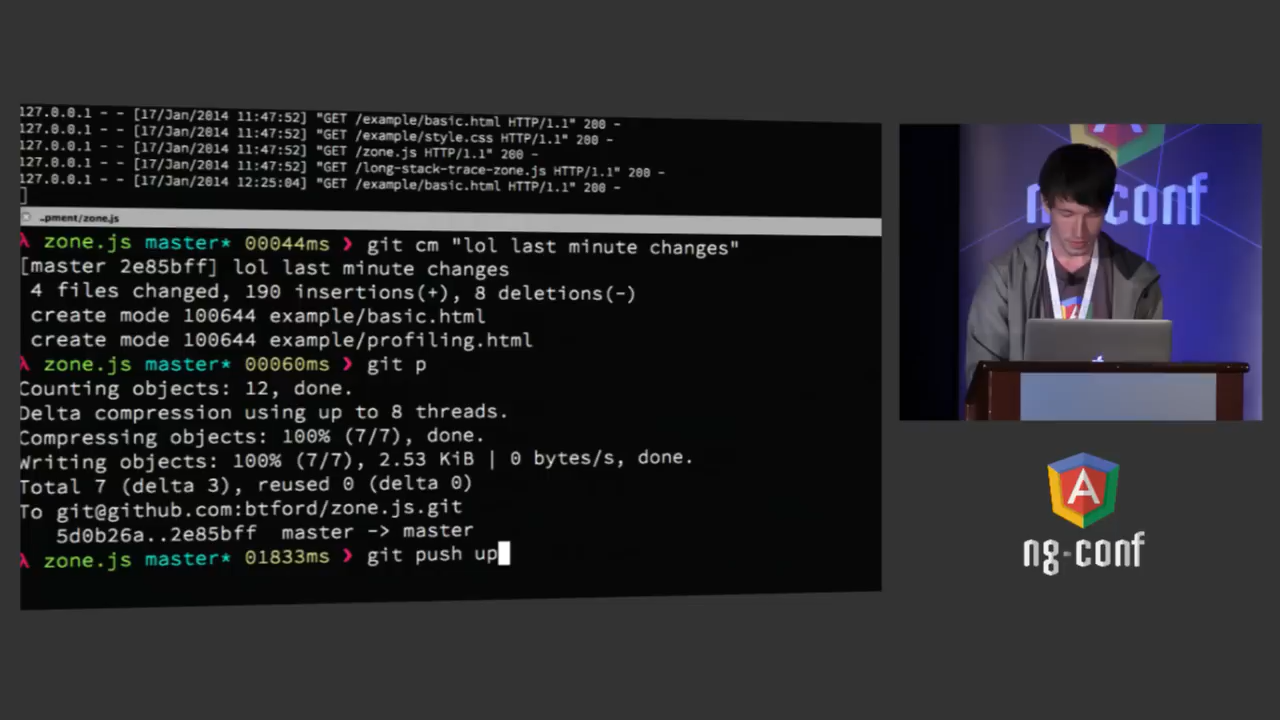 127.0.0.1 - - [17/Jan/2014 11:47:52] "GET /example/basic.html HTTP/1.1" 200 -
127.0.0.1 - - [17/Jan/2014 11:47:52] "GET /example/style.css HTTP/1.1" 200 -
127.0.0.1 - - [17/Jan/2014 11:47:52] "GET /zone.js HTTP/1.1" 200 -
127.0.0.1 - - [17/Jan/2014 11:47:52] "GET /long-stack-trace-zone.js HTTP/1.1" 200 -
127.0.0.1 - - [17/Jan/2014 12:25:04] "GET /example/basic.html HTTP/1.1" 200 -
..pment/zone.js
λ zone.js master* 00044ms ❯ git cm "lol last minute changes"
[master 2e85bff] lol last minute changes
4 files changed, 190 insertions(+), 8 deletions(-)
create mode 100644 example/basic.html
create mode 100644 example/profiling.html
λ zone.js master* 00060ms ❯ git p
Counting objects: 12, done.
Delta compression using up to 8 threads.
Compressing objects: 100% (7/7), done.
Writing objects: 100% (7/7), 2.53 KiB | 0 bytes/s, done.
Total 7 (delta 3), reused 0 (delta 0)
To git@github.com:btford/zone.js.git
5d0b26a..2e85bff master -> master
λ zone.js master* 01833ms ❯ git push up
ng-conf